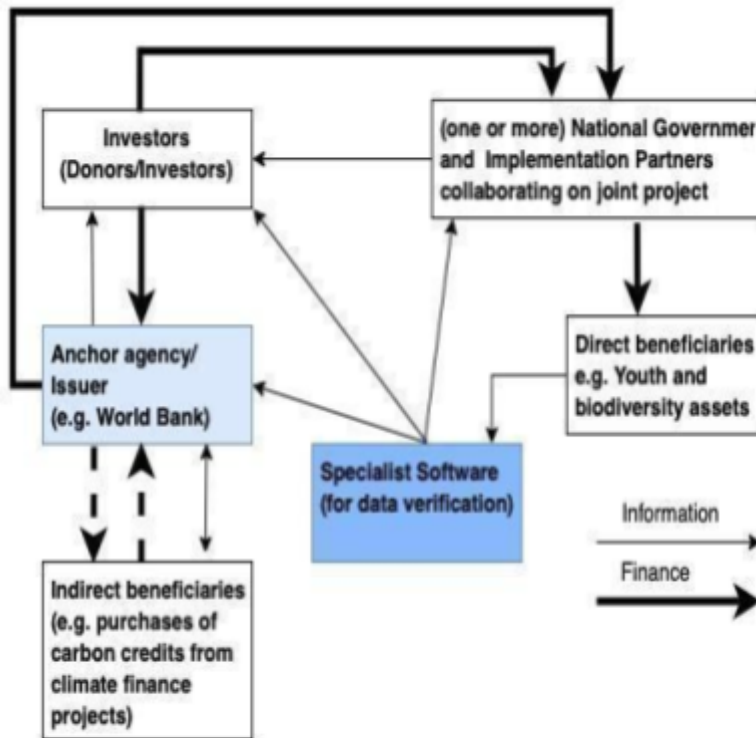 Investors
(Donors/Investors)
(one or more) National Governmer
and Implementation Partners
collaborating on joint project
Anchor agency/
Issuer
(e.g. World Bank)
Direct beneficiaries
e.g. Youth and
biodiversity assets
Specialist Software
(for data verification)
Information
Finance
Indirect beneficiaries
(e.g. purchases of
carbon credits from
climate finance
projects)